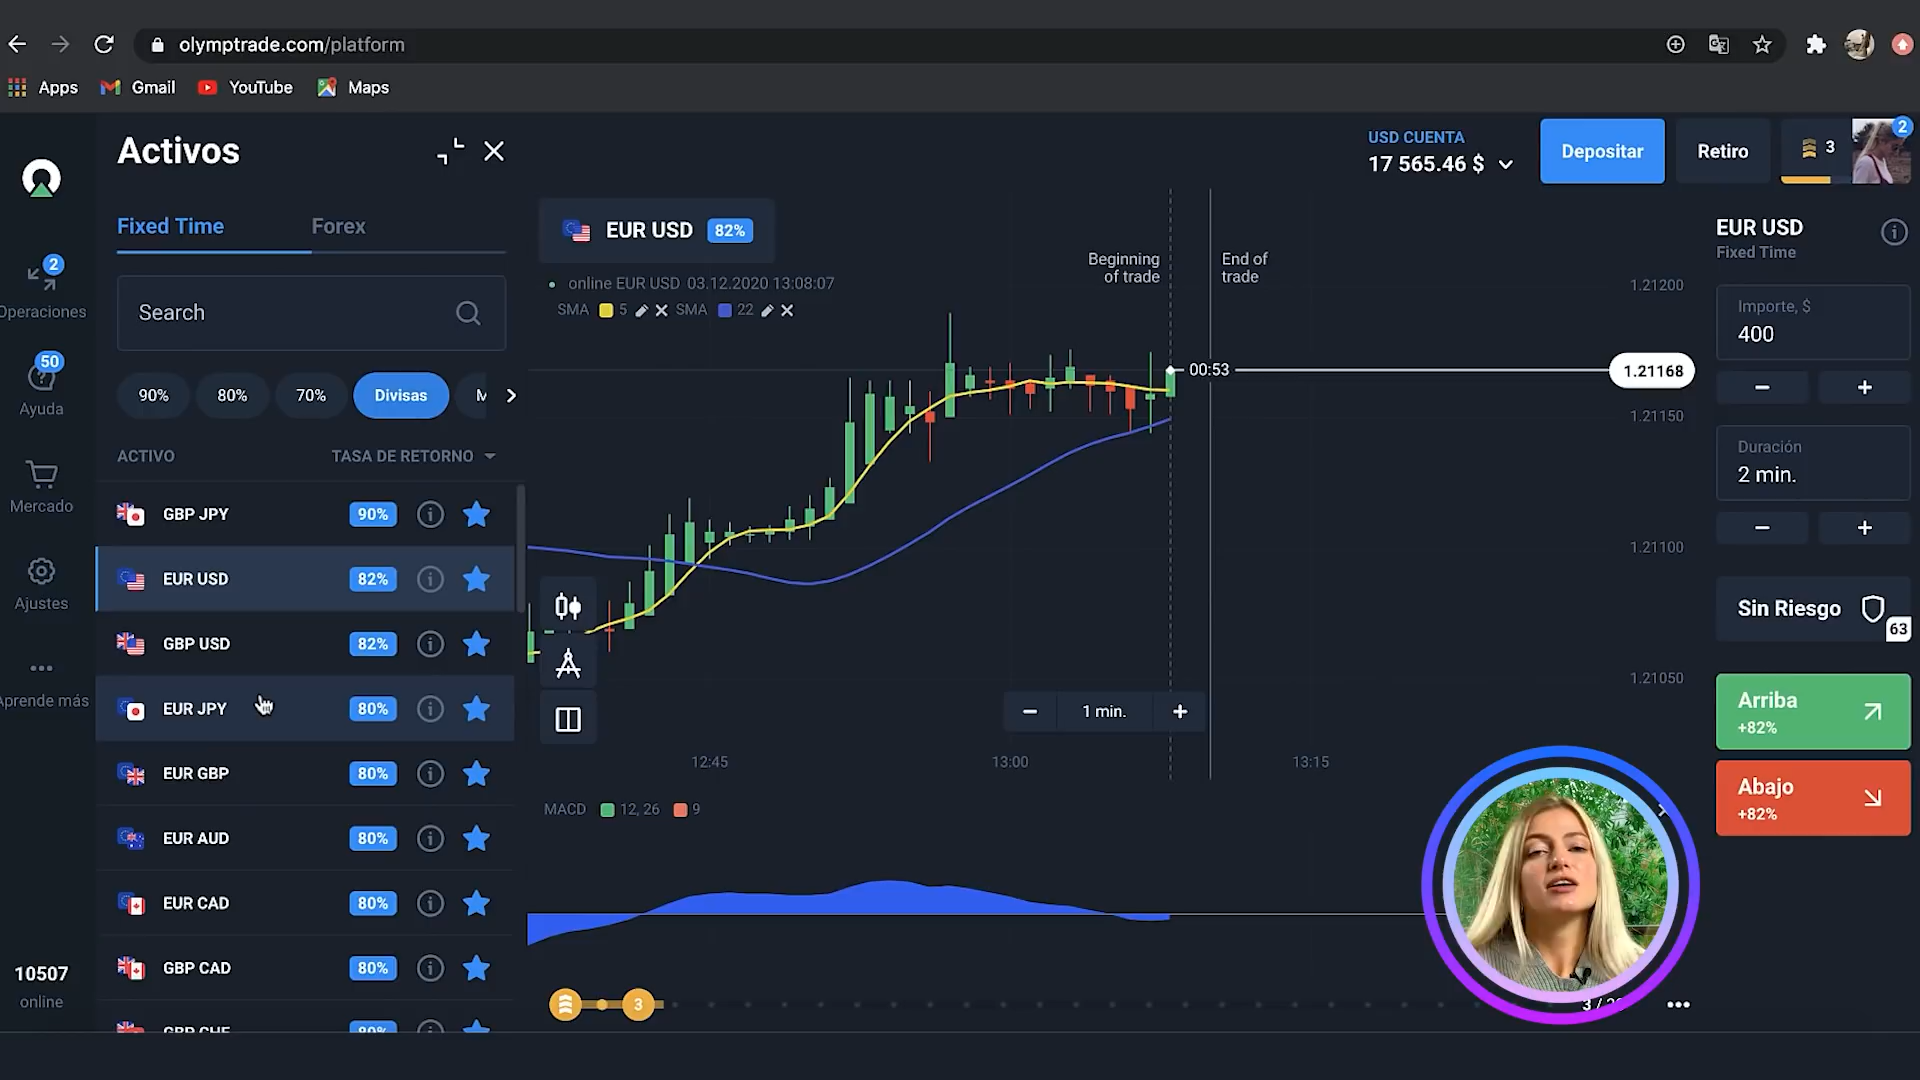 olymptrade.com/platform
Apps Gmail YouTube Maps
Activos
USD CUENTA
17 565.46 $
Depositar
Retiro
3
2
Fixed Time Forex
Search
90% 80% 70% Divisas
ACTIVO TASA DE RETORNO
GBP JPY 90%
EUR USD 82%
GBP USD 82%
EUR JPY 80%
EUR GBP 80%
EUR AUD 80%
EUR CAD 80%
GBP CAD 80%
GBP CHF 80%
2
Operaciones
50
Ayuda
Mercado
Ajustes
Aprende más
10507
online
EUR USD 82%
online EUR USD 03.12.2020 13:08:07
SMA 5 SMA 22
Beginning
of trade
End of
trade
00:53
1.21200
1.21168
1.21150
1.21100
1.21050
1 min.
12:45 13:00 13:15
MACD 12, 26 9
3
EUR USD
Fixed Time
Importe, $
400
Duración
2 min.
Sin Riesgo
63
Arriba
+82%
Abajo
+82%